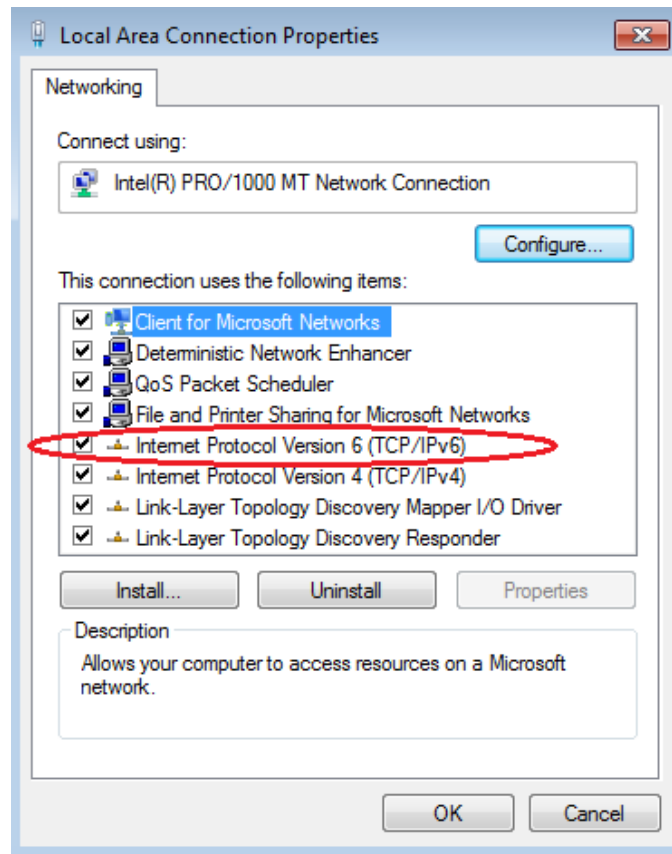 Local Area Connection Properties
Networking
Connect using:
Intel(R) PRO/1000 MT Network Connection
Configure...
This connection uses the following items:
Client for Microsoft Networks
Deterministic Network Enhancer
QoS Packet Scheduler
File and Printer Sharing for Microsoft Networks
Internet Protocol Version 6 (TCP/IPv6)
Internet Protocol Version 4 (TCP/IPv4)
Link-Layer Topology Discovery Mapper I/O Driver
Link-Layer Topology Discovery Responder
Install... Uninstall Properties
Description
Allows your computer to access resources on a Microsoft
network.
OK Cancel